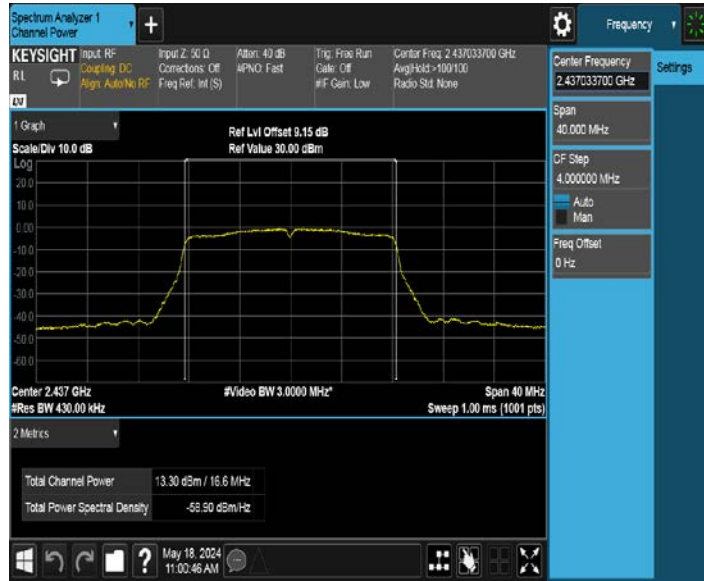 Spectrum Analyzer 1
Channel Power
+
Frequency
KEYSIGHT
RL
Input: RF
Coupling: DC
Align: Auto/No RF
Input Z: 50 Ω
Corrections: Off
Freq Ref: Int (S)
Atten: 40 dB
#PNO: Fast
Trig: Free Run
Gate: Off
#IF Gain: Low
Center Freq: 2.437033700 GHz
Avg|Hold:>100/100
Radio Std: None
1 Graph
Scale/Div 10.0 dB
Ref Lvl Offset 9.15 dB
Ref Value 30.00 dBm
Log
20.0
10.0
0.00
-10.0
-20.0
-30.0
-40.0
-50.0
-60.0
Center 2.437 GHz
#Res BW 430.00 kHz
#Video BW 3.0000 MHz*
Span 40 MHz
Sweep 1.00 ms (1001 pts)
2 Metrics
Total Channel Power
13.30 dBm / 16.6 MHz
Total Power Spectral Density
-58.90 dBm/Hz
Center Frequency
2.437033700 GHz
Settings
Span
40.000 MHz
CF Step
4.000000 MHz
Auto
Man
Freq Offset
0 Hz
?
May 18, 2024
11:00:46 AM